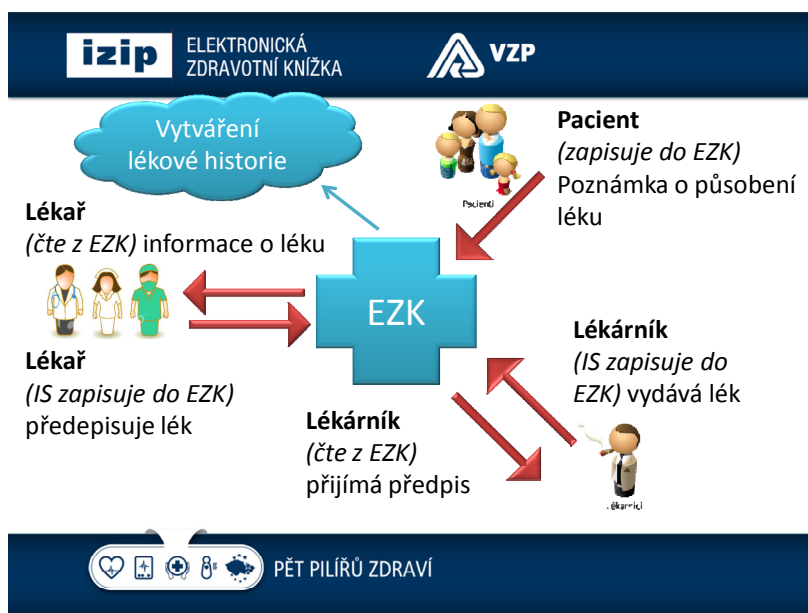 izip
ELEKTRONICKÁ
ZDRAVOTNÍ KNÍŽKA
VZP
Vytváření
lékové historie
Pacient
(zapisuje do EZK)
Poznámka o působení
léku
Pacienti
Lékař
(čte z EZK) informace o léku
EZK
Lékař
(IS zapisuje do EZK)
předepisuje lék
Lékárník
(čte z EZK)
přijímá předpis
Lékárník
(IS zapisuje do
EZK) vydává lék
Lékárníci
PĚT PILÍŘŮ ZDRAVÍ